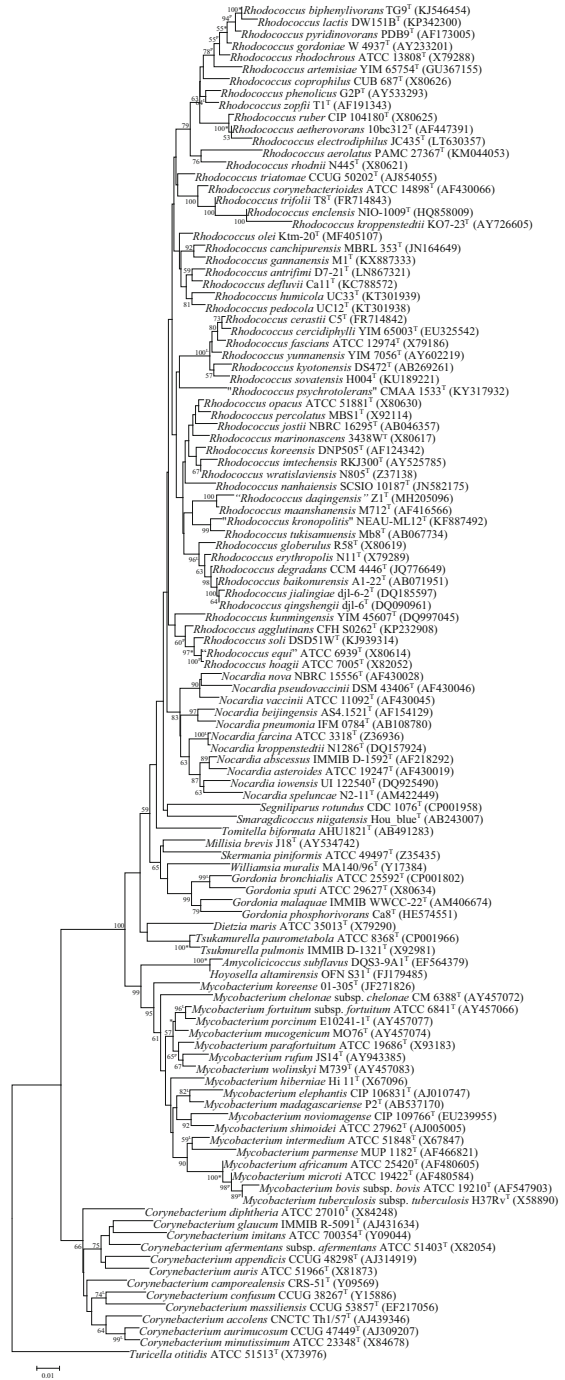 Rhodococcus biphenylivorans TG9ᵀ (KJ546454)
Rhodococcus lactis DW151Bᵀ (KP342300)
Rhodococcus pyridinovorans PDB9ᵀ (AF173005)
Rhodococcus gordoniae W 4937ᵀ (AY233201)
Rhodococcus rhodochrous ATCC 13808ᵀ (X79288)
Rhodococcus artemisiae YIM 65754ᵀ (GU367155)
Rhodococcus coprophilus CUB 687ᵀ (X80626)
Rhodococcus phenolicus G2Pᵀ (AY533293)
Rhodococcus zopfii T1ᵀ (AF191343)
Rhodococcus ruber CIP 104180ᵀ (X80625)
Rhodococcus aetherovorans 10bc312ᵀ (AF447391)
Rhodococcus electrodiphilus JC435ᵀ (LT630357)
Rhodococcus aerolatus PAMC 27367ᵀ (KM044053)
Rhodococcus rhodnii N445ᵀ (X80621)
Rhodococcus triatomae CCUG 50202ᵀ (AJ854055)
Rhodococcus corynebacterioides ATCC 14898ᵀ (AF430066)
Rhodococcus trifolii T8ᵀ (FR714843)
Rhodococcus enclensis NIO-1009ᵀ (HQ858009)
Rhodococcus kroppenstedtii KO7-23ᵀ (AY726605)
Rhodococcus olei Ktm-20ᵀ (MF405107)
Rhodococcus canchipurensis MBRL 353ᵀ (JN164649)
Rhodococcus gannanensis M1ᵀ (KX887333)
Rhodococcus antrifimi D7-21ᵀ (LN867321)
Rhodococcus defluvii Ca11ᵀ (KC788572)
Rhodococcus humicola UC33ᵀ (KT301939)
Rhodococcus pedocola UC12ᵀ (KT301938)
Rhodococcus cerastii C5ᵀ (FR714842)
Rhodococcus cercidiphylli YIM 65003ᵀ (EU325542)
Rhodococcus fascians ATCC 12974ᵀ (X79186)
Rhodococcus yunnanensis YIM 7056ᵀ (AY602219)
Rhodococcus kyotonensis DS472ᵀ (AB269261)
Rhodococcus sovatensis H004ᵀ (KU189221)
"Rhodococcus psychrotolerans" CMAA 1533ᵀ (KY317932)
Rhodococcus opacus ATCC 51881ᵀ (X80630)
Rhodococcus percolatus MBS1ᵀ (X92114)
Rhodococcus jostii NBRC 16295ᵀ (AB046357)
Rhodococcus marinonascens 3438Wᵀ (X80617)
Rhodococcus koreensis DNP505ᵀ (AF124342)
Rhodococcus imtechensis RKJ300ᵀ (AY525785)
Rhodococcus wratislaviensis N805ᵀ (Z37138)
Rhodococcus nanhaiensis SCSIO 10187ᵀ (JN582175)
"Rhodococcus daqingensis" Z1ᵀ (MH205096)
Rhodococcus maanshanensis M712ᵀ (AF416566)
"Rhodococcus kronopolitis" NEAU-ML12ᵀ (KF887492)
Rhodococcus tukisamuensis Mb8ᵀ (AB067734)
Rhodococcus globerulus R58ᵀ (X80619)
Rhodococcus erythropolis N11ᵀ (X79289)
Rhodococcus degradans CCM 4446ᵀ (JQ776649)
Rhodococcus baikonurensis A1-22ᵀ (AB071951)
Rhodococcus jialingiae djl-6-2ᵀ (DQ185597)
Rhodococcus qingshengii djl-6ᵀ (DQ090961)
Rhodococcus kunmingensis YIM 45607ᵀ (DQ997045)
Rhodococcus agglutinans CFH S0262ᵀ (KP232908)
Rhodococcus soli DSD51Wᵀ (KJ939314)
"Rhodococcus equi" ATCC 6939ᵀ (X80614)
Rhodococcus hoagii ATCC 7005ᵀ (X82052)
Nocardia nova NBRC 15556ᵀ (AF430028)
Nocardia pseudovaccinii DSM 43406ᵀ (AF430046)
Nocardia vaccinii ATCC 11092ᵀ (AF430045)
Nocardia beijingensis AS4.1521ᵀ (AF154129)
Nocardia pneumonia IFM 0784ᵀ (AB108780)
Nocardia farcina ATCC 3318ᵀ (Z36936)
Nocardia kroppenstedtii N1286ᵀ (DQ157924)
Nocardia abscessus IMMIB D-1592ᵀ (AF218292)
Nocardia asteroides ATCC 19247ᵀ (AF430019)
Nocardia iowensis UI 122540ᵀ (DQ925490)
Nocardia speluncae N2-11ᵀ (AM422449)
Segniliparus rotundus CDC 1076ᵀ (CP001958)
Smaragdicoccus niigatensis Hou_blueᵀ (AB243007)
Tomitella biformata AHU1821ᵀ (AB491283)
Millisia brevis J18ᵀ (AY534742)
Skermania piniformis ATCC 49497ᵀ (Z35435)
Williamsia muralis MA140/96ᵀ (Y17384)
Gordonia bronchialis ATCC 25592ᵀ (CP001802)
Gordonia sputi ATCC 29627ᵀ (X80634)
Gordonia malaquae IMMIB WWCC-22ᵀ (AM406674)
Gordonia phosphorivorans Ca8ᵀ (HE574551)
Dietzia maris ATCC 35013ᵀ (X79290)
Tsukamurella paurometabola ATCC 8368ᵀ (CP001966)
Tsukmurella pulmonis IMMIB D-1321ᵀ (X92981)
Amycolicicoccus subflavus DQS3-9A1ᵀ (EF564379)
Hoyosella altamirensis OFN S31ᵀ (FJ179485)
Mycobacterium koreense 01-305ᵀ (JF271826)
Mycobacterium chelonae subsp. chelonae CM 6388ᵀ (AY457072)
Mycobacterium fortuitum subsp. fortuitum ATCC 6841ᵀ (AY457066)
Mycobacterium porcinum E10241-1ᵀ (AY457077)
Mycobacterium mucogenicum MO76ᵀ (AY457074)
Mycobacterium parafortuitum ATCC 19686ᵀ (X93183)
Mycobacterium rufum JS14ᵀ (AY943385)
Mycobacterium wolinskyi M739ᵀ (AY457083)
Mycobacterium hiberniae Hi 11ᵀ (X67096)
Mycobacterium elephantis CIP 106831ᵀ (AJ010747)
Mycobacterium madagascariense P2ᵀ (AB537170)
Mycobacterium noviomagense CIP 109766ᵀ (EU239955)
Mycobacterium shimoidei ATCC 27962ᵀ (AJ005005)
Mycobacterium intermedium ATCC 51848ᵀ (X67847)
Mycobacterium parmense MUP 1182ᵀ (AF466821)
Mycobacterium africanum ATCC 25420ᵀ (AF480605)
Mycobacterium microti ATCC 19422ᵀ (AF480584)
Mycobacterium bovis subsp. bovis ATCC 19210ᵀ (AF547903)
Mycobacterium tuberculosis subsp. tuberculosis H37Rvᵀ (X58890)
Corynebacterium diphtheria ATCC 27010ᵀ (X84248)
Corynebacterium glaucum IMMIB R-5091ᵀ (AJ431634)
Corynebacterium imitans ATCC 700354ᵀ (Y09044)
Corynebacterium afermentans subsp. afermentans ATCC 51403ᵀ (X82054)
Corynebacterium appendicis CCUG 48298ᵀ (AJ314919)
Corynebacterium auris ATCC 51966ᵀ (X81873)
Corynebacterium camporealensis CRS-51ᵀ (Y09569)
Corynebacterium confusum CCUG 38267ᵀ (Y15886)
Corynebacterium massiliensis CCUG 53857ᵀ (EF217056)
Corynebacterium accolens CNCTC Th1/57ᵀ (AJ439346)
Corynebacterium aurimucosum CCUG 47449ᵀ (AJ309207)
Corynebacterium minutissimum ATCC 23348ᵀ (X84678)
Turicella otitidis ATCC 51513ᵀ (X73976)
0.01